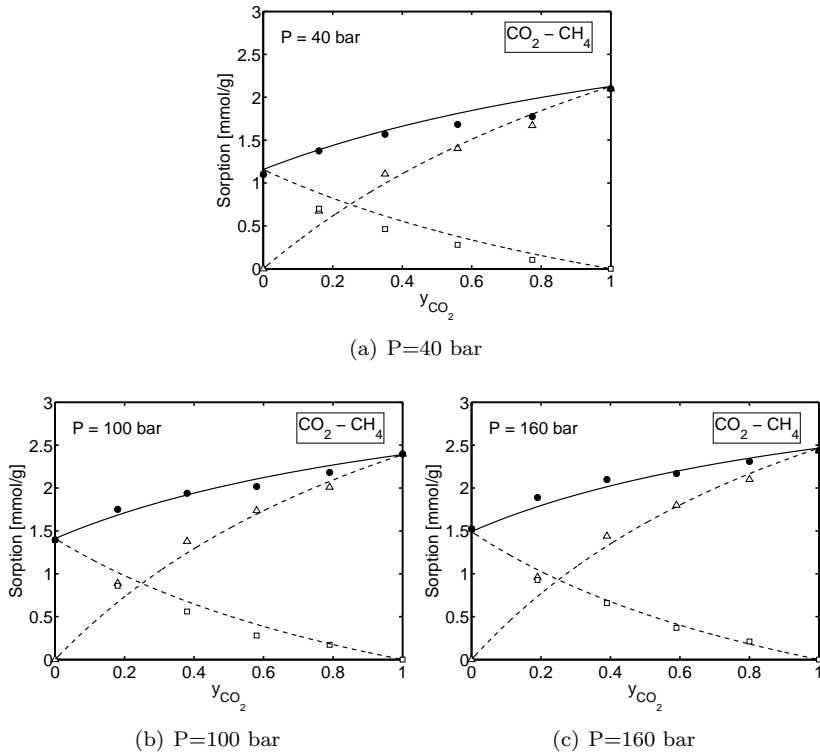 P = 40 bar
CO₂ − CH₄
Sorption [mmol/g]
3
2.5
2
1.5
1
0.5
0
0 0.2 0.4 0.6 0.8 1
y_CO₂
(a) P=40 bar
P = 100 bar
CO₂ − CH₄
Sorption [mmol/g]
3
2.5
2
1.5
1
0.5
0
0 0.2 0.4 0.6 0.8 1
y_CO₂
(b) P=100 bar
P = 160 bar
CO₂ − CH₄
Sorption [mmol/g]
3
2.5
2
1.5
1
0.5
0
0 0.2 0.4 0.6 0.8 1
y_CO₂
(c) P=160 bar